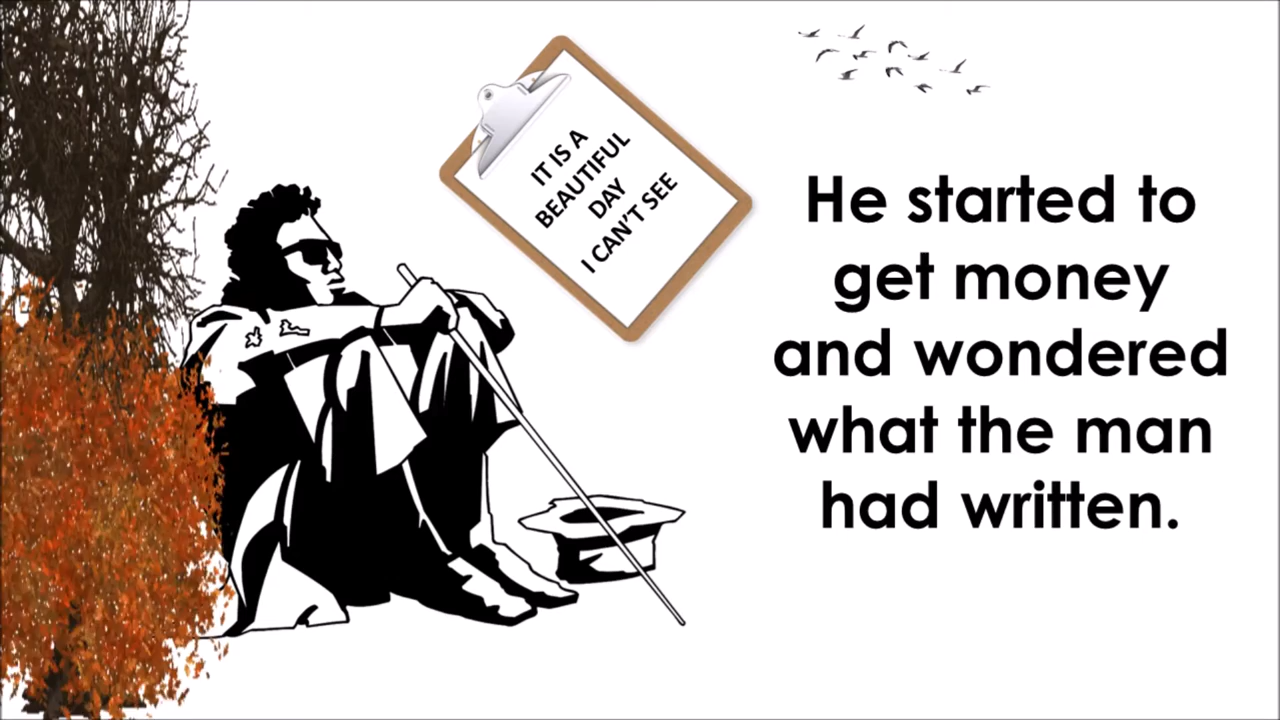 IT IS A
BEAUTIFUL
DAY
I CAN'T SEE
He started to
get money
and wondered
what the man
had written.